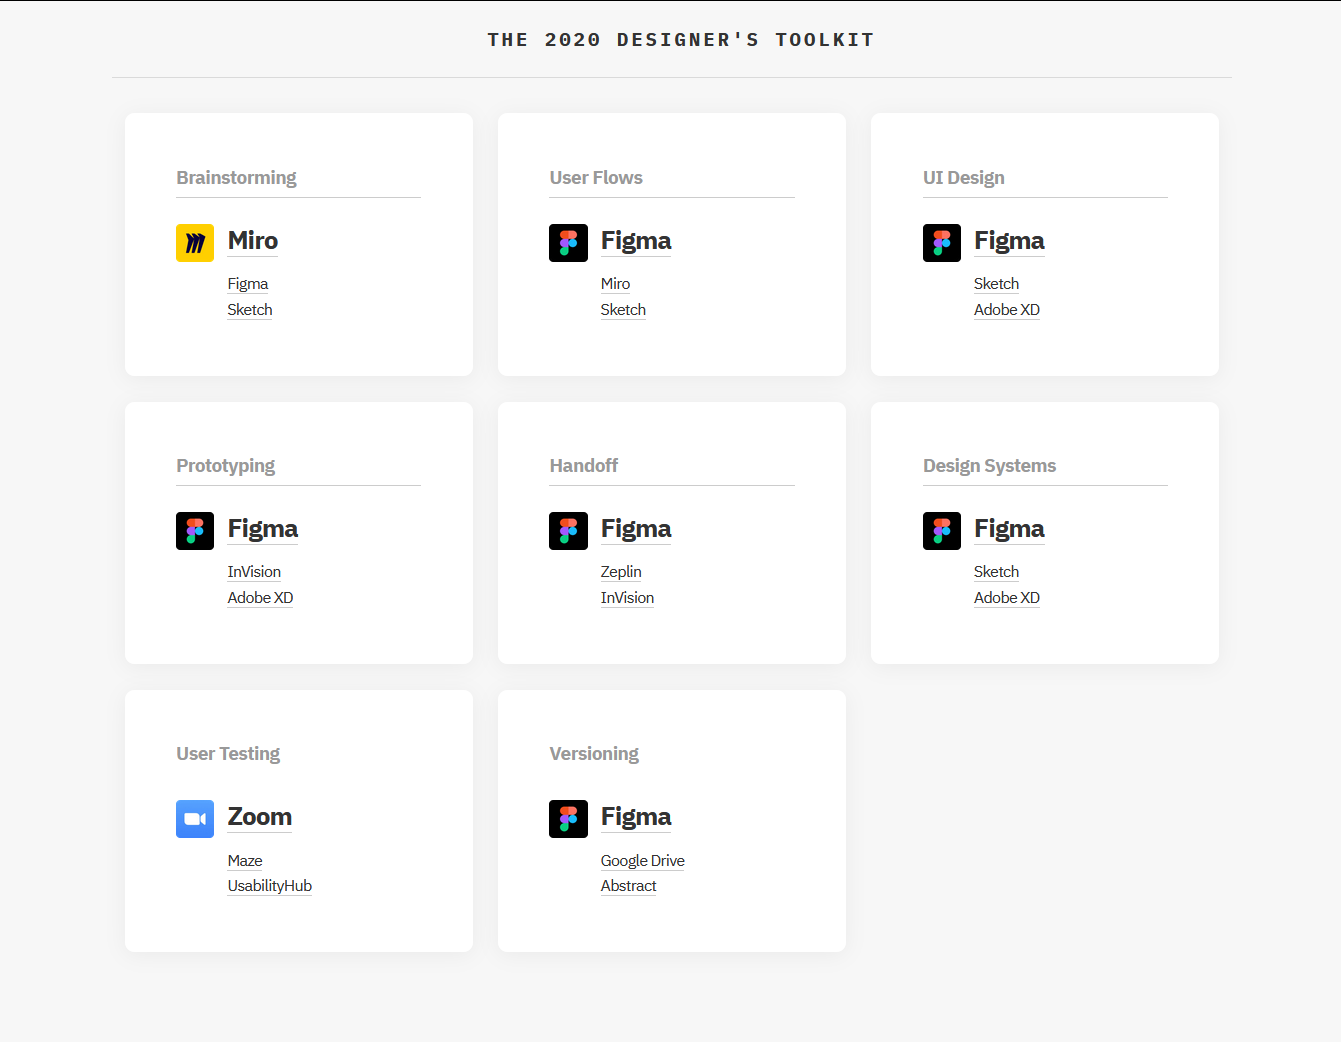 THE 2020 DESIGNER'S TOOLKIT
Brainstorming
Miro
Figma
Sketch
User Flows
Figma
Miro
Sketch
UI Design
Figma
Sketch
Adobe XD
Prototyping
Figma
InVision
Adobe XD
Handoff
Figma
Zeplin
InVision
Design Systems
Figma
Sketch
Adobe XD
User Testing
Zoom
Maze
UsabilityHub
Versioning
Figma
Google Drive
Abstract